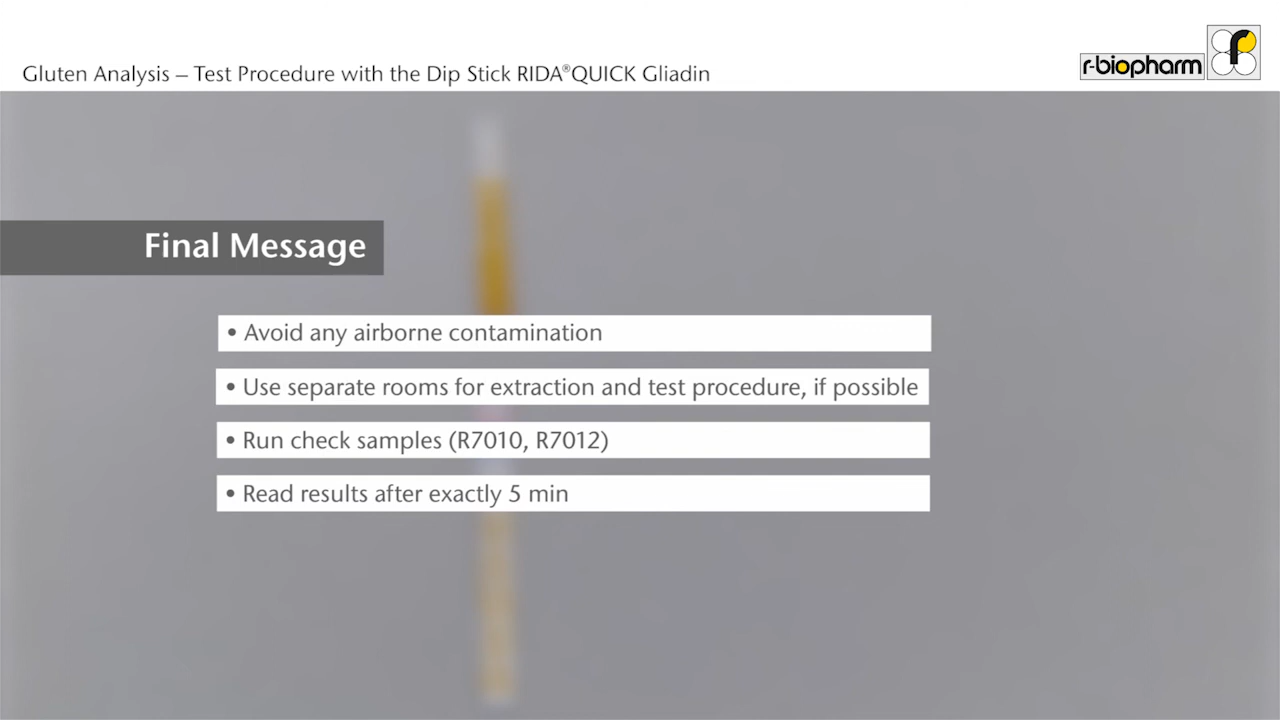 Gluten Analysis – Test Procedure with the Dip Stick RIDA®QUICK Gliadin
r-biopharm
r
Final Message
• Avoid any airborne contamination
• Use separate rooms for extraction and test procedure, if possible
• Run check samples (R7010, R7012)
• Read results after exactly 5 min